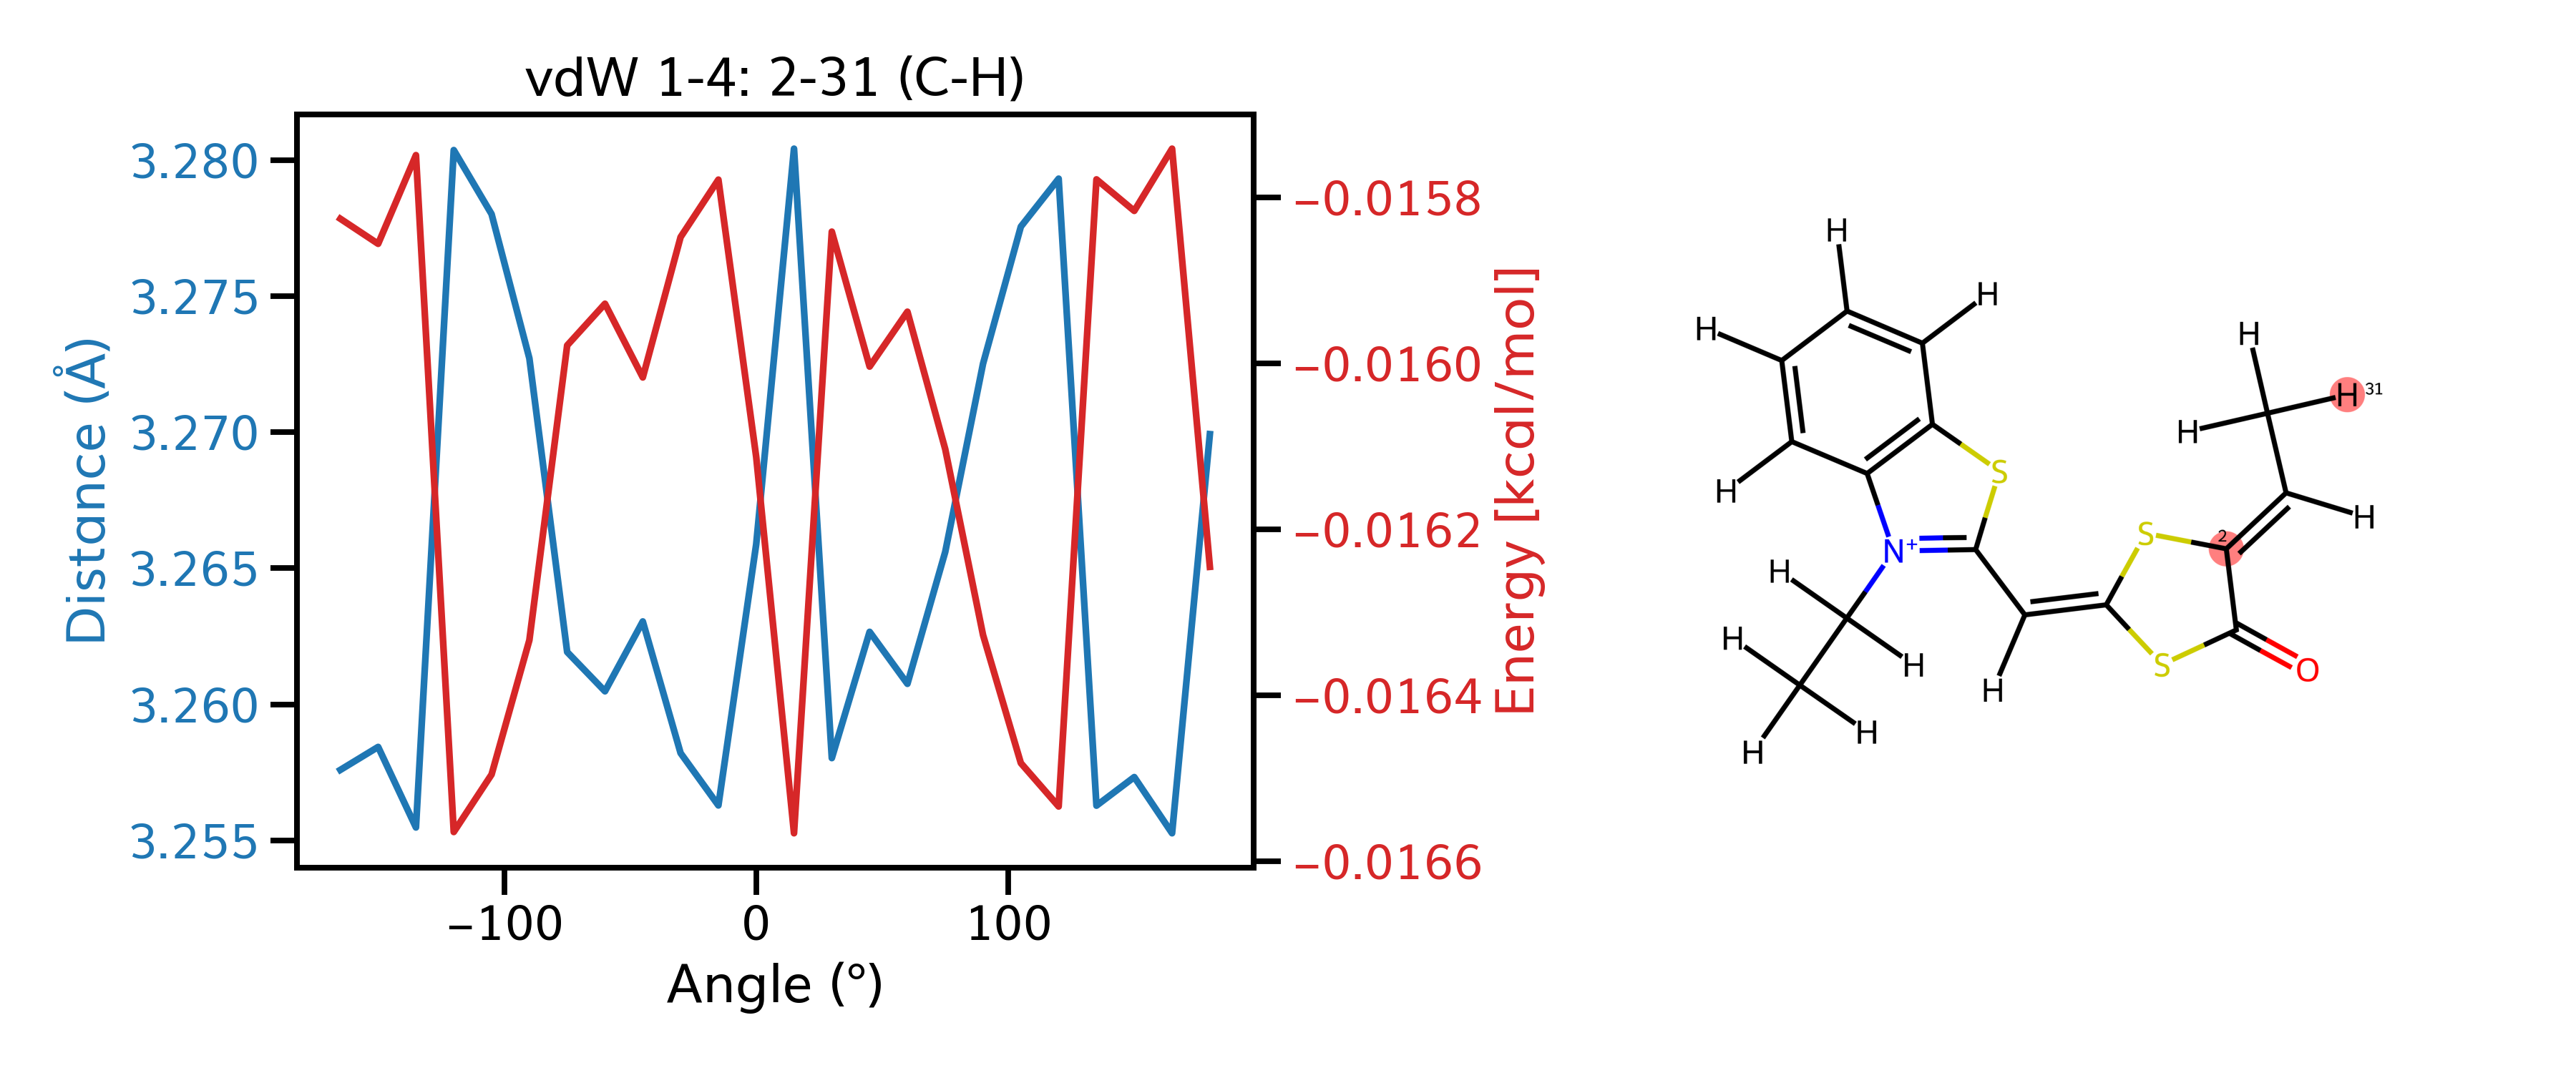 vdW 1-4: 2-31 (C-H)
Distance (Å)
3.280
3.275
3.270
3.265
3.260
3.255
−0.0158
−0.0160
−0.0162
−0.0164
−0.0166
Energy [kcal/mol]
−100
0
100
Angle (°)
H
H
H
H
H
H 31
H
S
H
H
S
2
N+
H
H
H
S
O
H
H
H